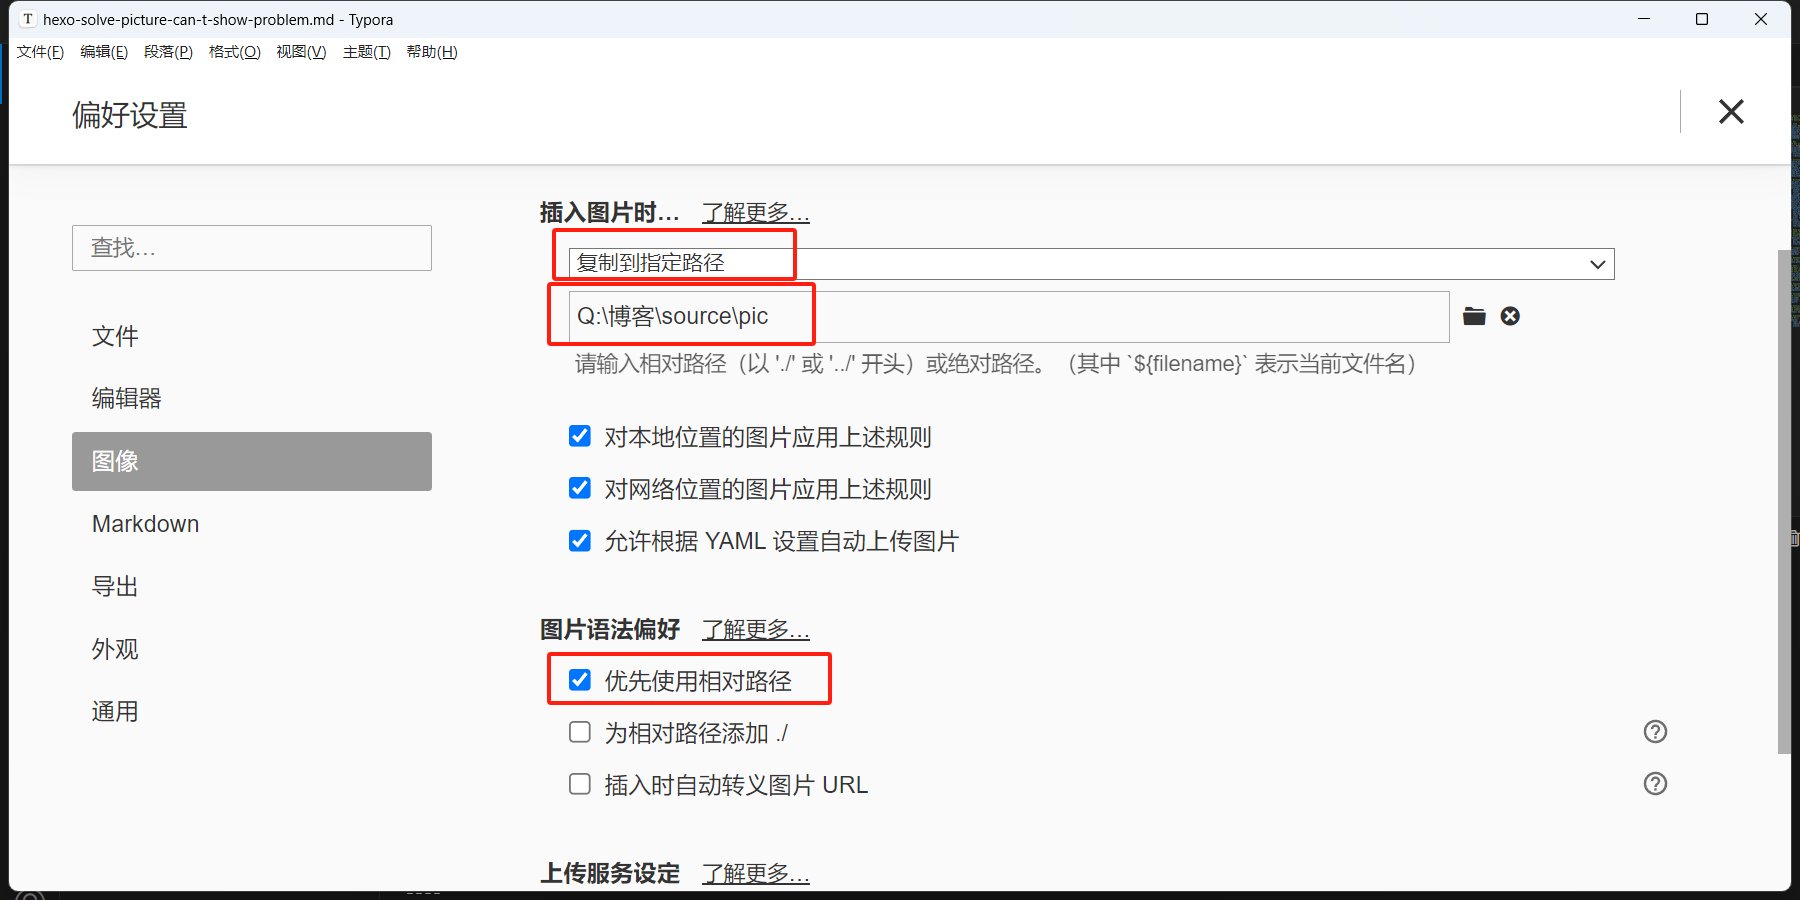 T hexo-solve-picture-can-t-show-problem.md - Typora
文件(F) 编辑(E) 段落(P) 格式(O) 视图(V) 主题(T) 帮助(H)
偏好设置
查找...
文件
编辑器
图像
Markdown
导出
外观
通用
插入图片时... 了解更多...
复制到指定路径
Q:\博客\source\pic
请输入相对路径（以 './' 或 '../' 开头）或绝对路径。（其中 `${filename}` 表示当前文件名）
对本地位置的图片应用上述规则
对网络位置的图片应用上述规则
允许根据 YAML 设置自动上传图片
图片语法偏好 了解更多...
优先使用相对路径
为相对路径添加 ./
插入时自动转义图片 URL
上传服务设定 了解更多...